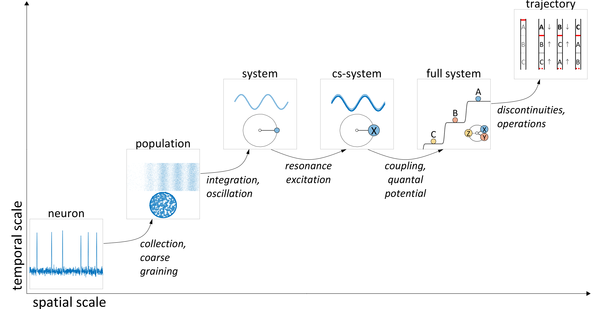 trajectory
A A B C
B B C A
C C A B
system
cs-system
full system
X
A
B
C
Z
X
Y
discontinuities,
operations
population
integration,
oscillation
resonance
excitation
coupling,
quantal
potential
neuron
collection,
coarse
graining
temporal scale
spatial scale